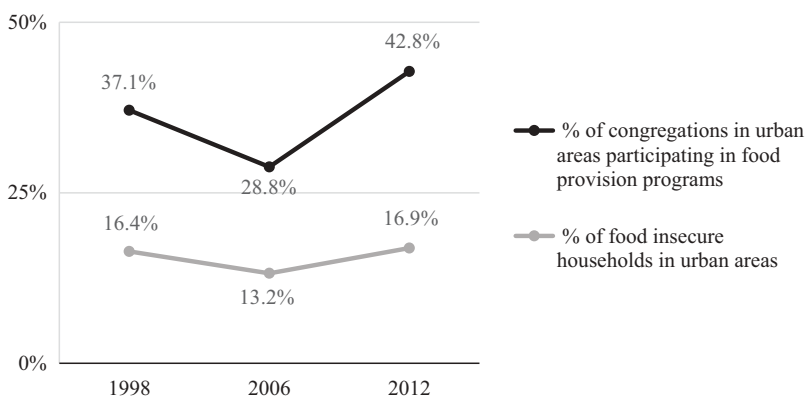 50%
42.8%
37.1%
28.8%
25%
16.4%
16.9%
13.2%
0%
1998
2006
2012
% of congregations in urban
areas participating in food
provision programs
% of food insecure
households in urban areas